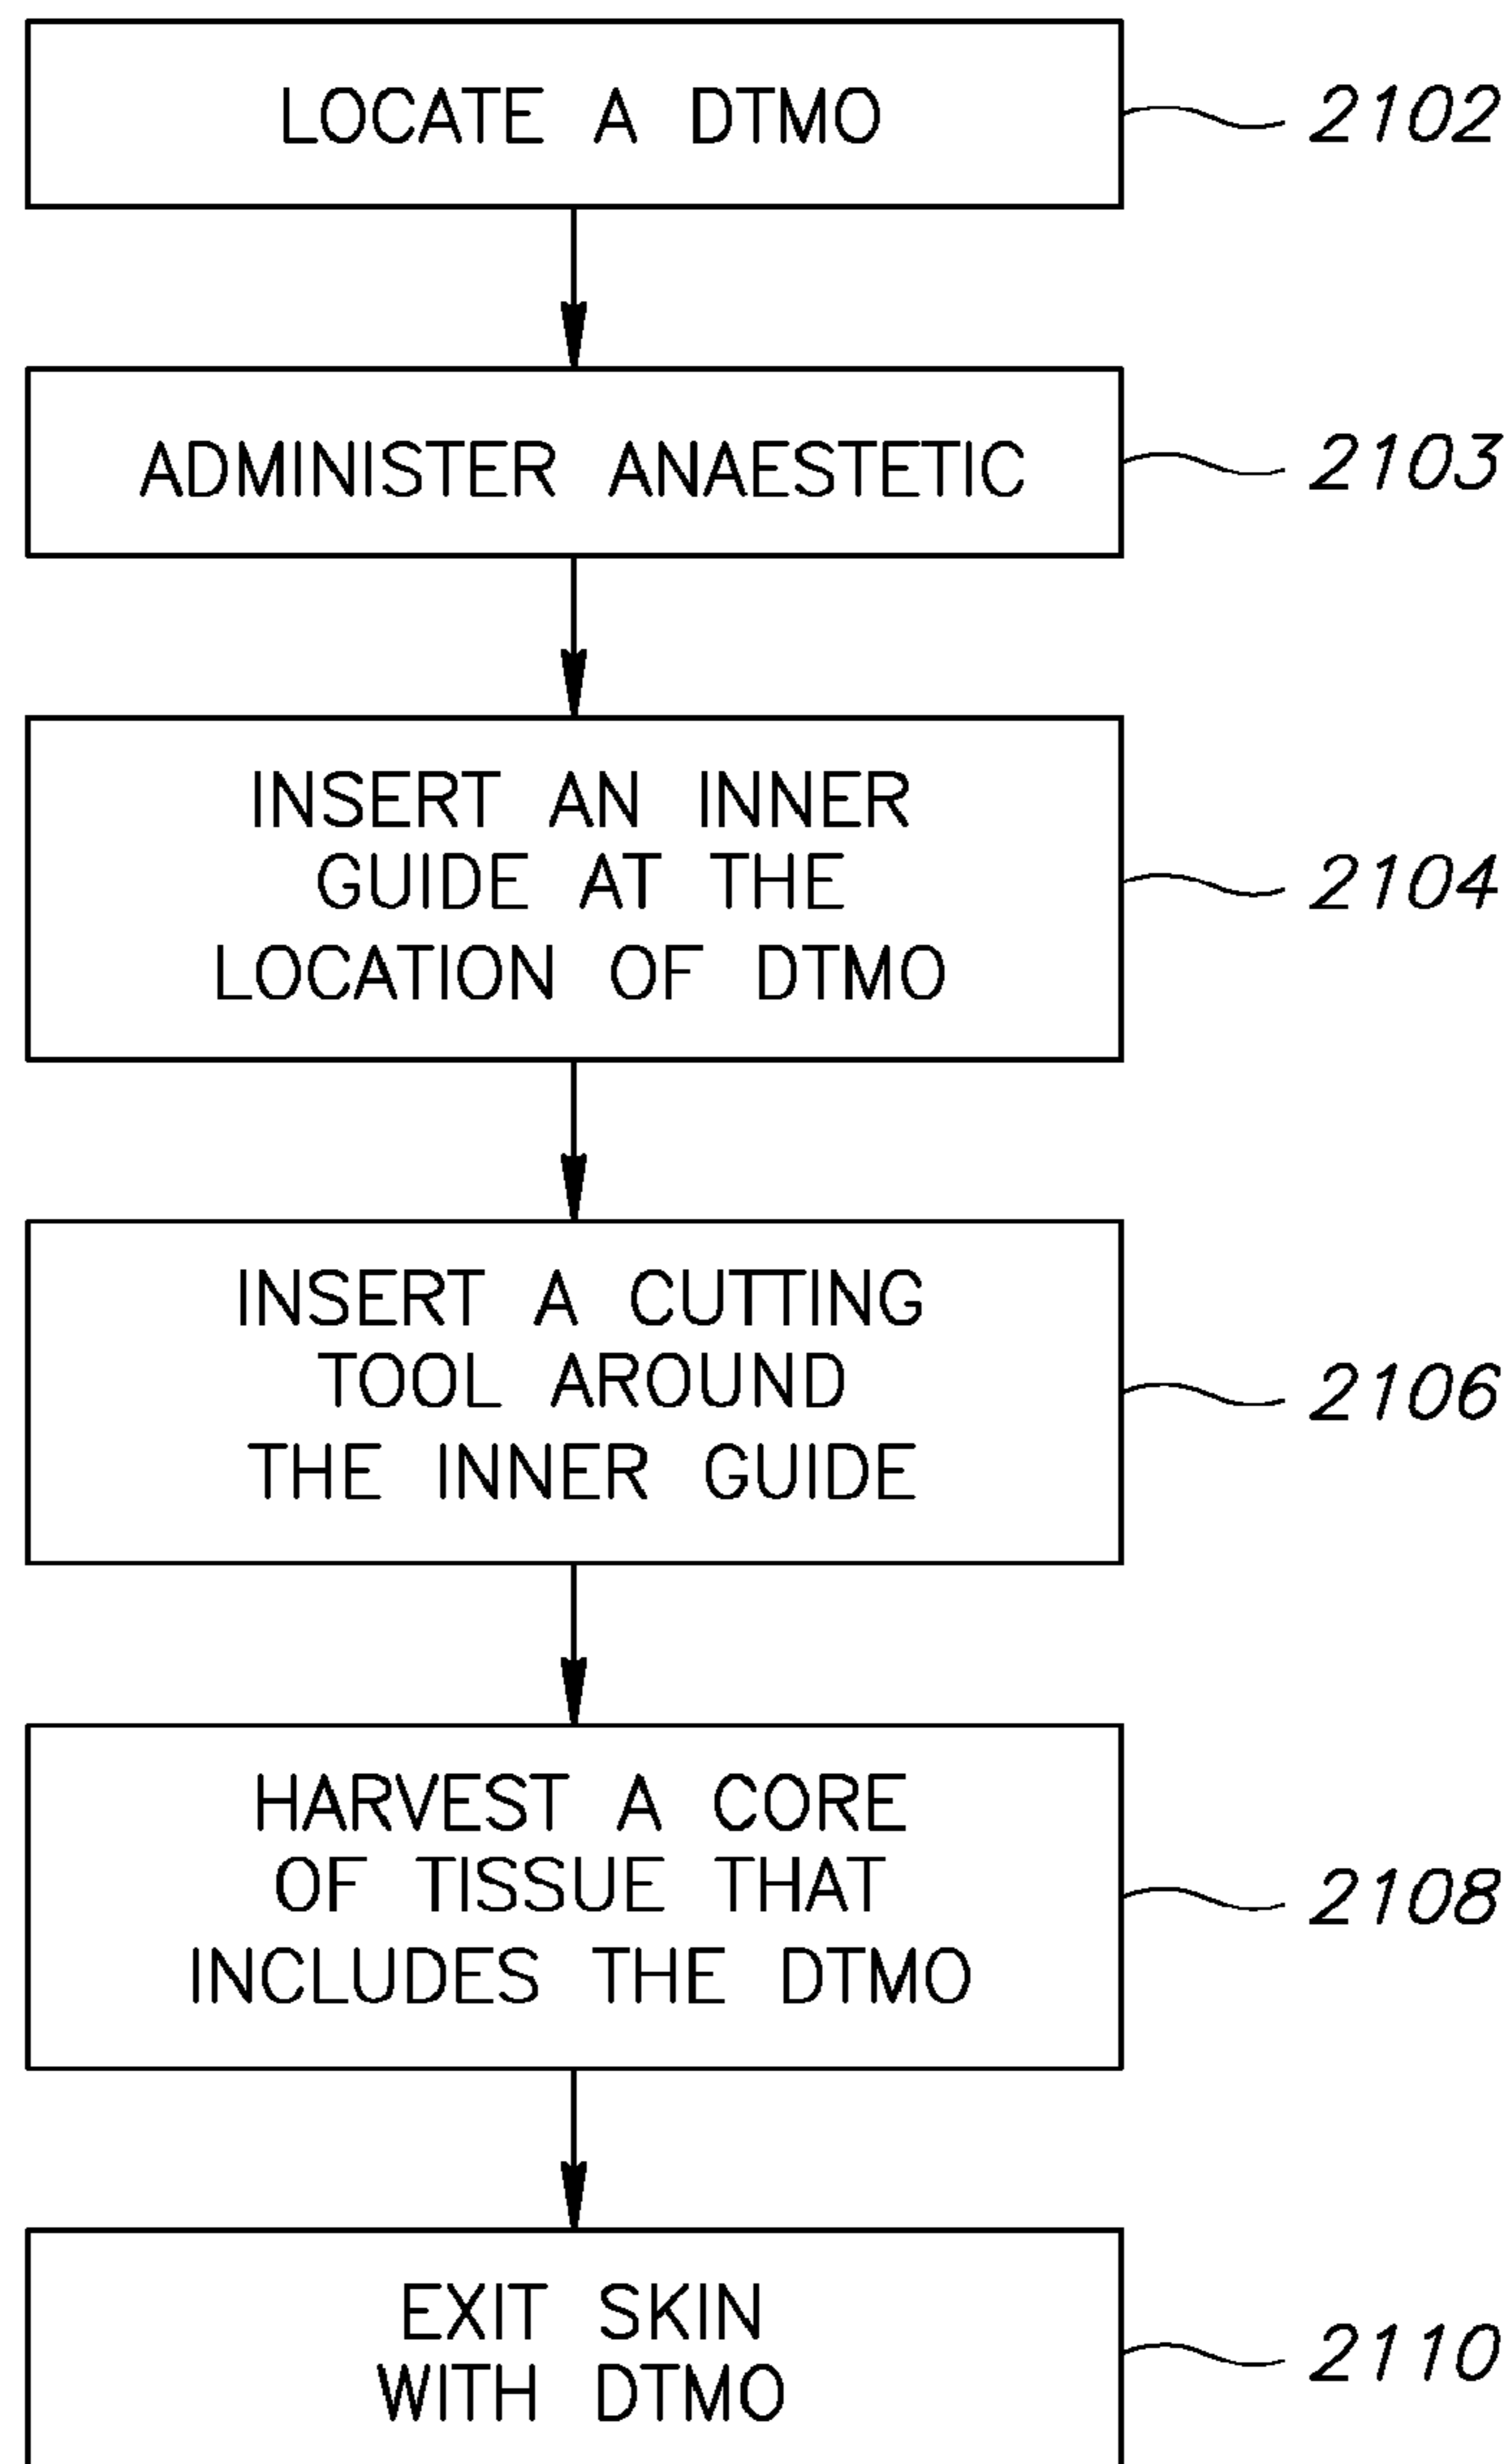 LOCATE A DTMO
2102
ADMINISTER ANAESTETIC
2103
INSERT AN INNER
GUIDE AT THE
LOCATION OF DTMO
2104
INSERT A CUTTING
TOOL AROUND
THE INNER GUIDE
2106
HARVEST A CORE
OF TISSUE THAT
INCLUDES THE DTMO
2108
EXIT SKIN
WITH DTMO
2110